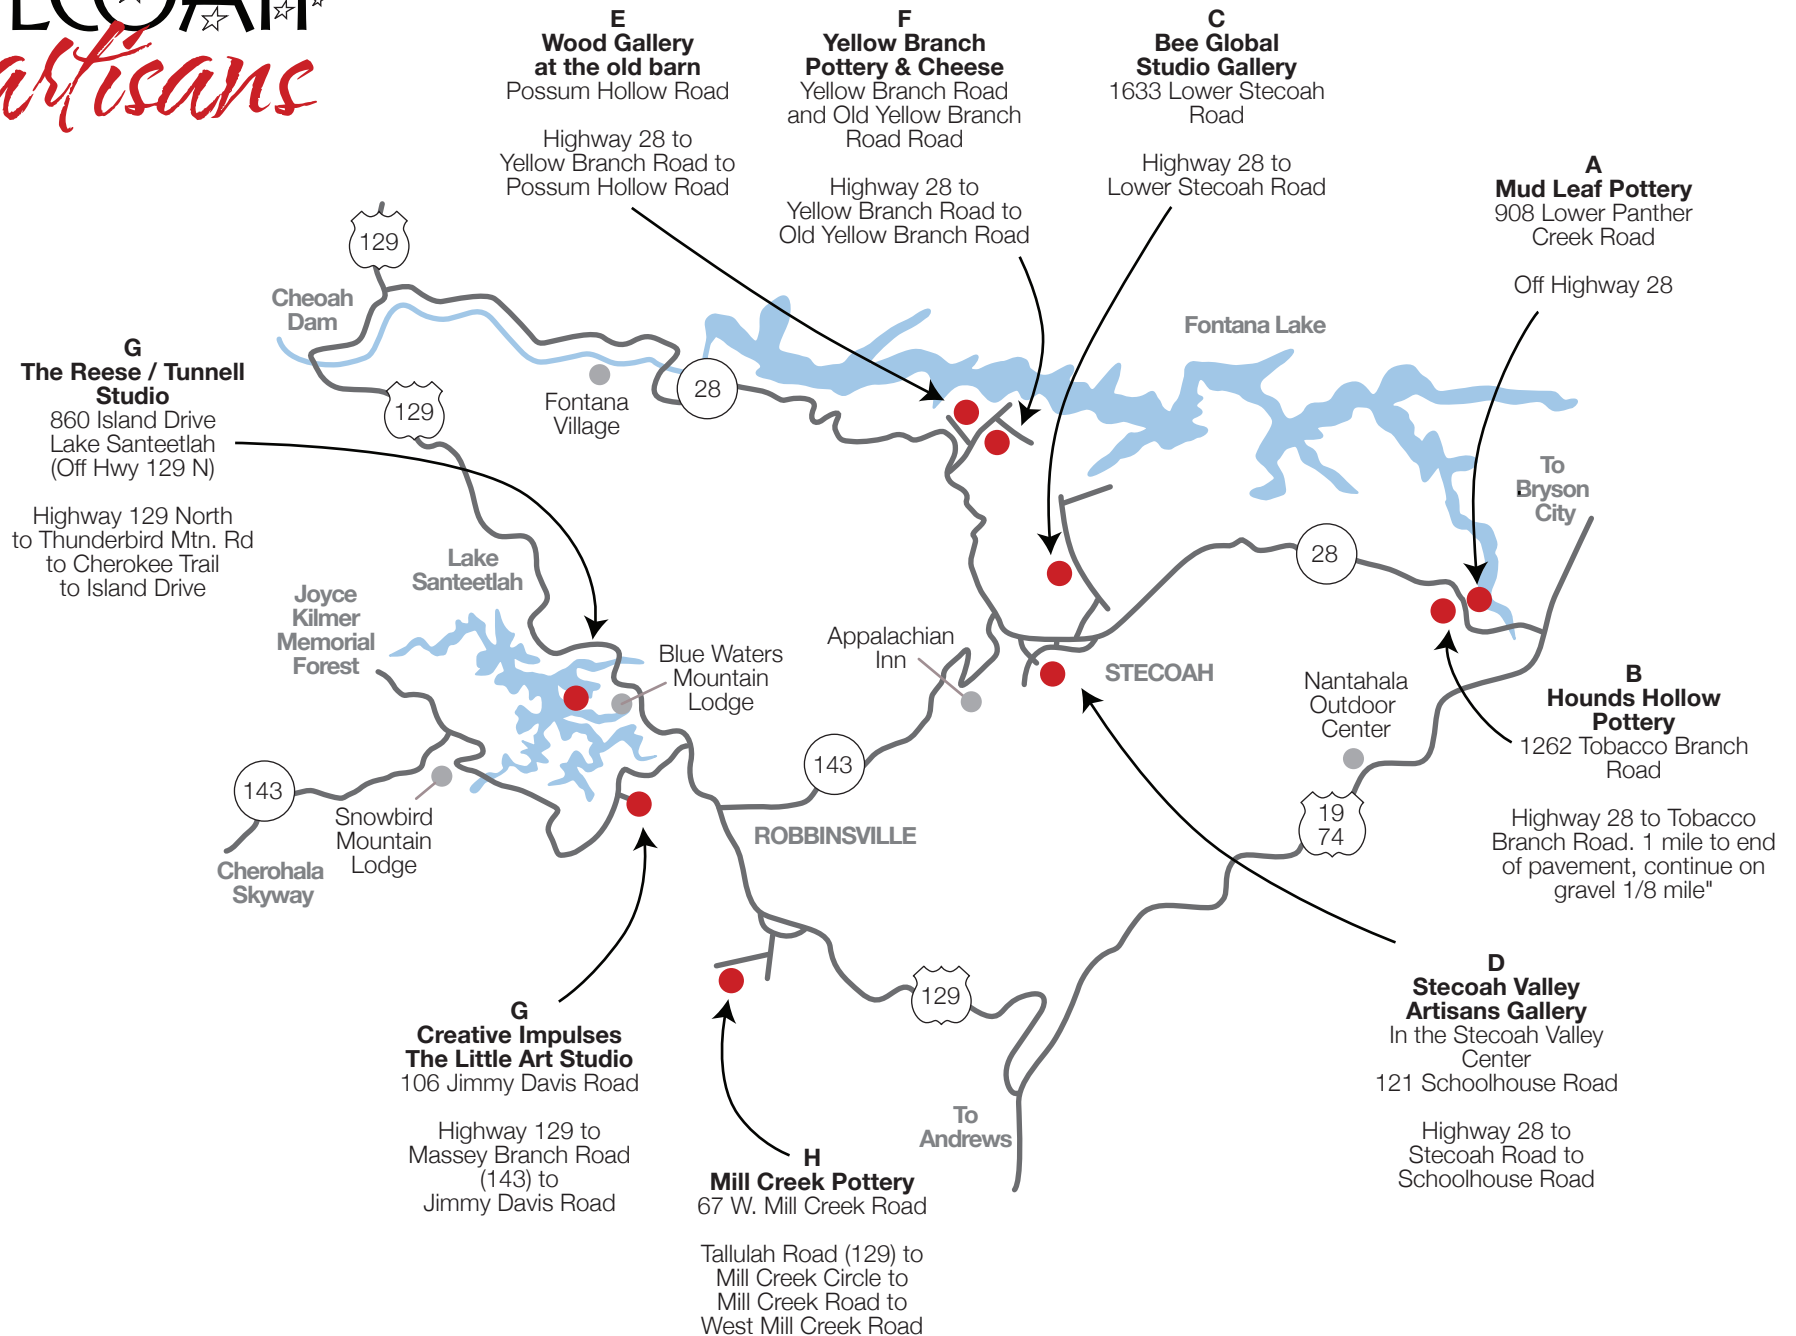 artisans
E
Wood Gallery
at the old barn
Possum Hollow Road
Highway 28 to
Yellow Branch Road to
Possum Hollow Road
F
Yellow Branch
Pottery & Cheese
Yellow Branch Road
and Old Yellow Branch
Road Road
Highway 28 to
Yellow Branch Road to
Old Yellow Branch Road
C
Bee Global
Studio Gallery
1633 Lower Stecoah
Road
Highway 28 to
Lower Stecoah Road
A
Mud Leaf Pottery
908 Lower Panther
Creek Road
Off Highway 28
129
Cheoah
Dam
Fontana Lake
G
The Reese / Tunnell
Studio
860 Island Drive
Lake Santeetlah
(Off Hwy 129 N)
Highway 129 North
to Thunderbird Mtn. Rd
to Cherokee Trail
to Island Drive
129
Fontana
Village
28
To
Bryson
City
28
Lake
Santeetlah
Joyce
Kilmer
Memorial
Forest
Blue Waters
Mountain
Lodge
Appalachian
Inn
STECOAH
Nantahala
Outdoor
Center
B
Hounds Hollow
Pottery
1262 Tobacco Branch
Road
Highway 28 to Tobacco
Branch Road. 1 mile to end
of pavement, continue on
gravel 1/8 mile"
143
143
Snowbird
Mountain
Lodge
ROBBINSVILLE
19
74
Cherohala
Skyway
129
D
Stecoah Valley
Artisans Gallery
In the Stecoah Valley
Center
121 Schoolhouse Road
Highway 28 to
Stecoah Road to
Schoolhouse Road
G
Creative Impulses
The Little Art Studio
106 Jimmy Davis Road
Highway 129 to
Massey Branch Road
(143) to
Jimmy Davis Road
To
Andrews
H
Mill Creek Pottery
67 W. Mill Creek Road
Tallulah Road (129) to
Mill Creek Circle to
Mill Creek Road to
West Mill Creek Road